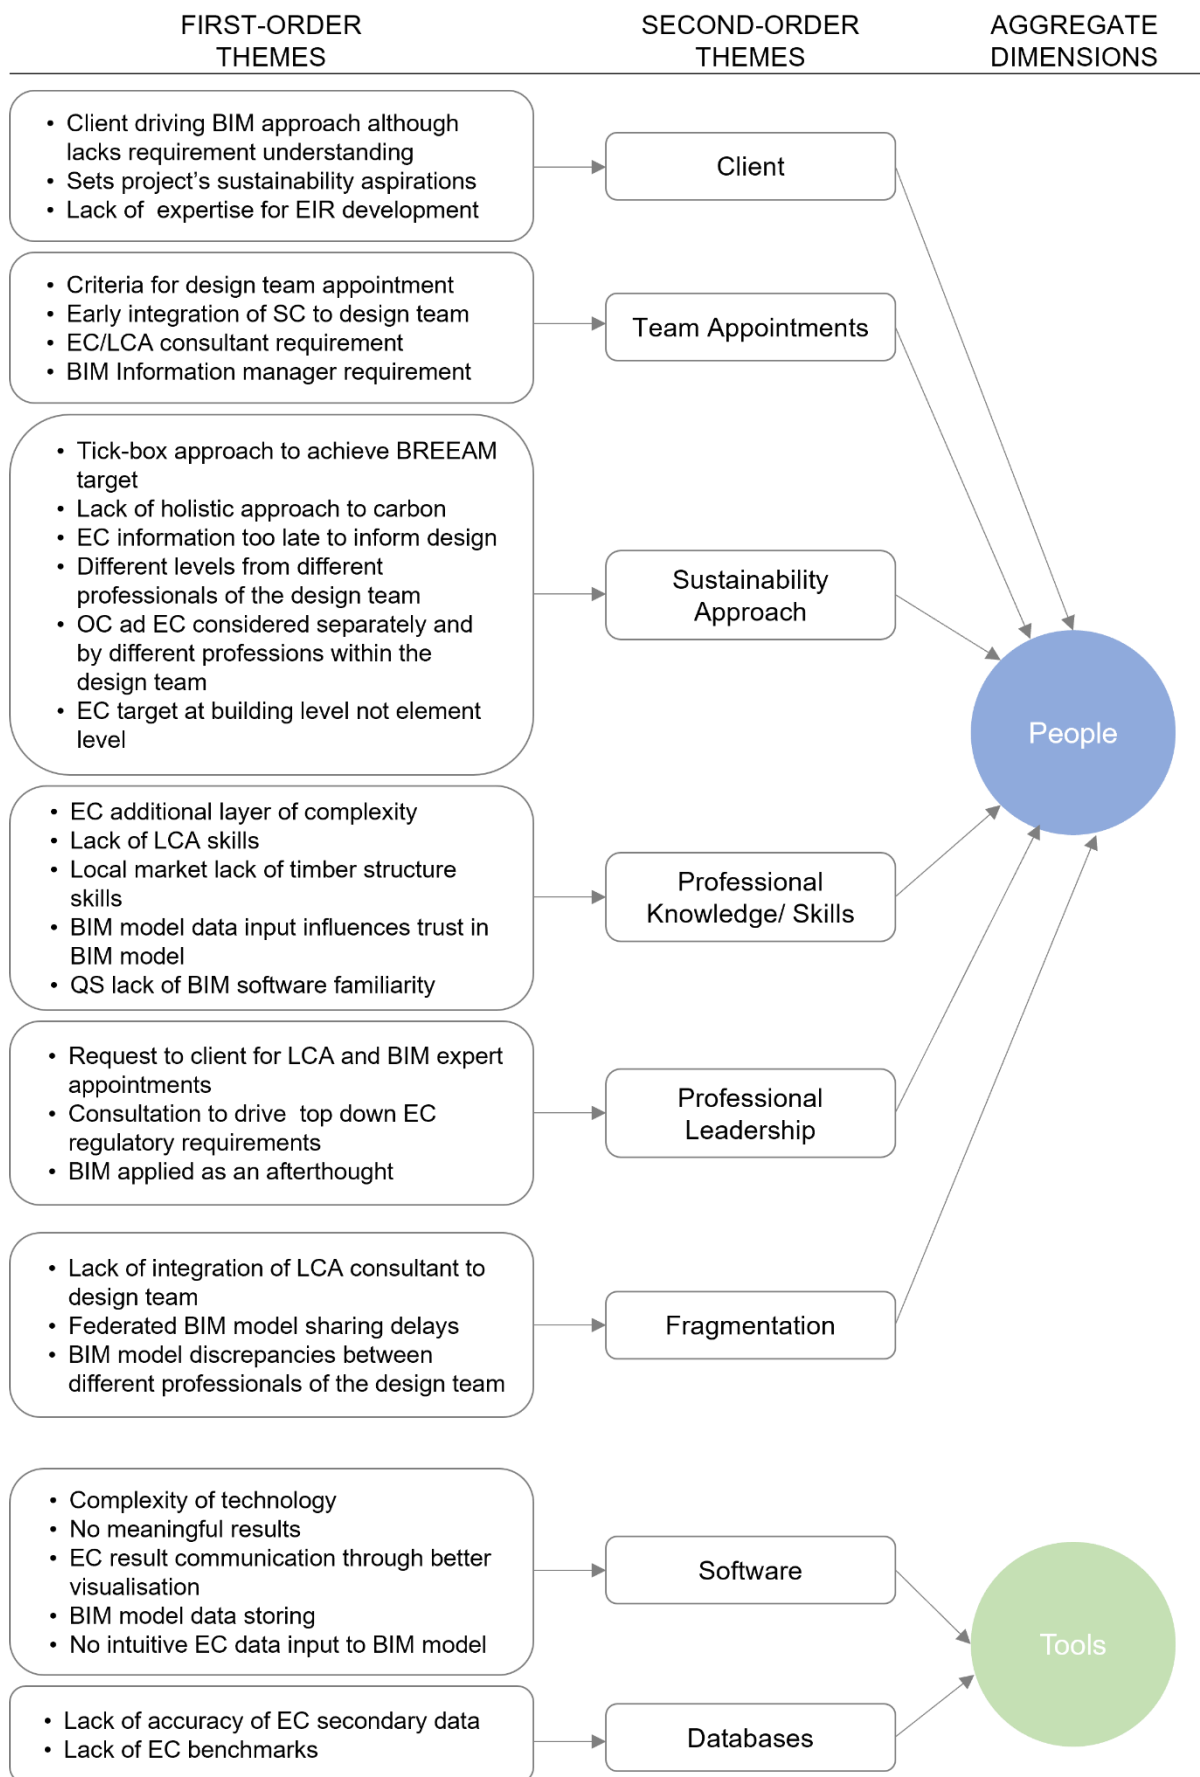 FIRST-ORDER
THEMES
SECOND-ORDER
THEMES
AGGREGATE
DIMENSIONS
• Client driving BIM approach although
lacks requirement understanding
• Sets project’s sustainability aspirations
• Lack of expertise for EIR development
Client
• Criteria for design team appointment
• Early integration of SC to design team
• EC/LCA consultant requirement
• BIM Information manager requirement
Team Appointments
• Tick-box approach to achieve BREEAM
target
• Lack of holistic approach to carbon
• EC information too late to inform design
• Different levels from different
professionals of the design team
• OC ad EC considered separately and
by different professions within the
design team
• EC target at building level not element
level
Sustainability
Approach
People
• EC additional layer of complexity
• Lack of LCA skills
• Local market lack of timber structure
skills
• BIM model data input influences trust in
BIM model
• QS lack of BIM software familiarity
Professional
Knowledge/ Skills
• Request to client for LCA and BIM expert
appointments
• Consultation to drive top down EC
regulatory requirements
• BIM applied as an afterthought
Professional
Leadership
• Lack of integration of LCA consultant to
design team
• Federated BIM model sharing delays
• BIM model discrepancies between
different professionals of the design team
Fragmentation
• Complexity of technology
• No meaningful results
• EC result communication through better
visualisation
• BIM model data storing
• No intuitive EC data input to BIM model
Software
Tools
• Lack of accuracy of EC secondary data
• Lack of EC benchmarks
Databases